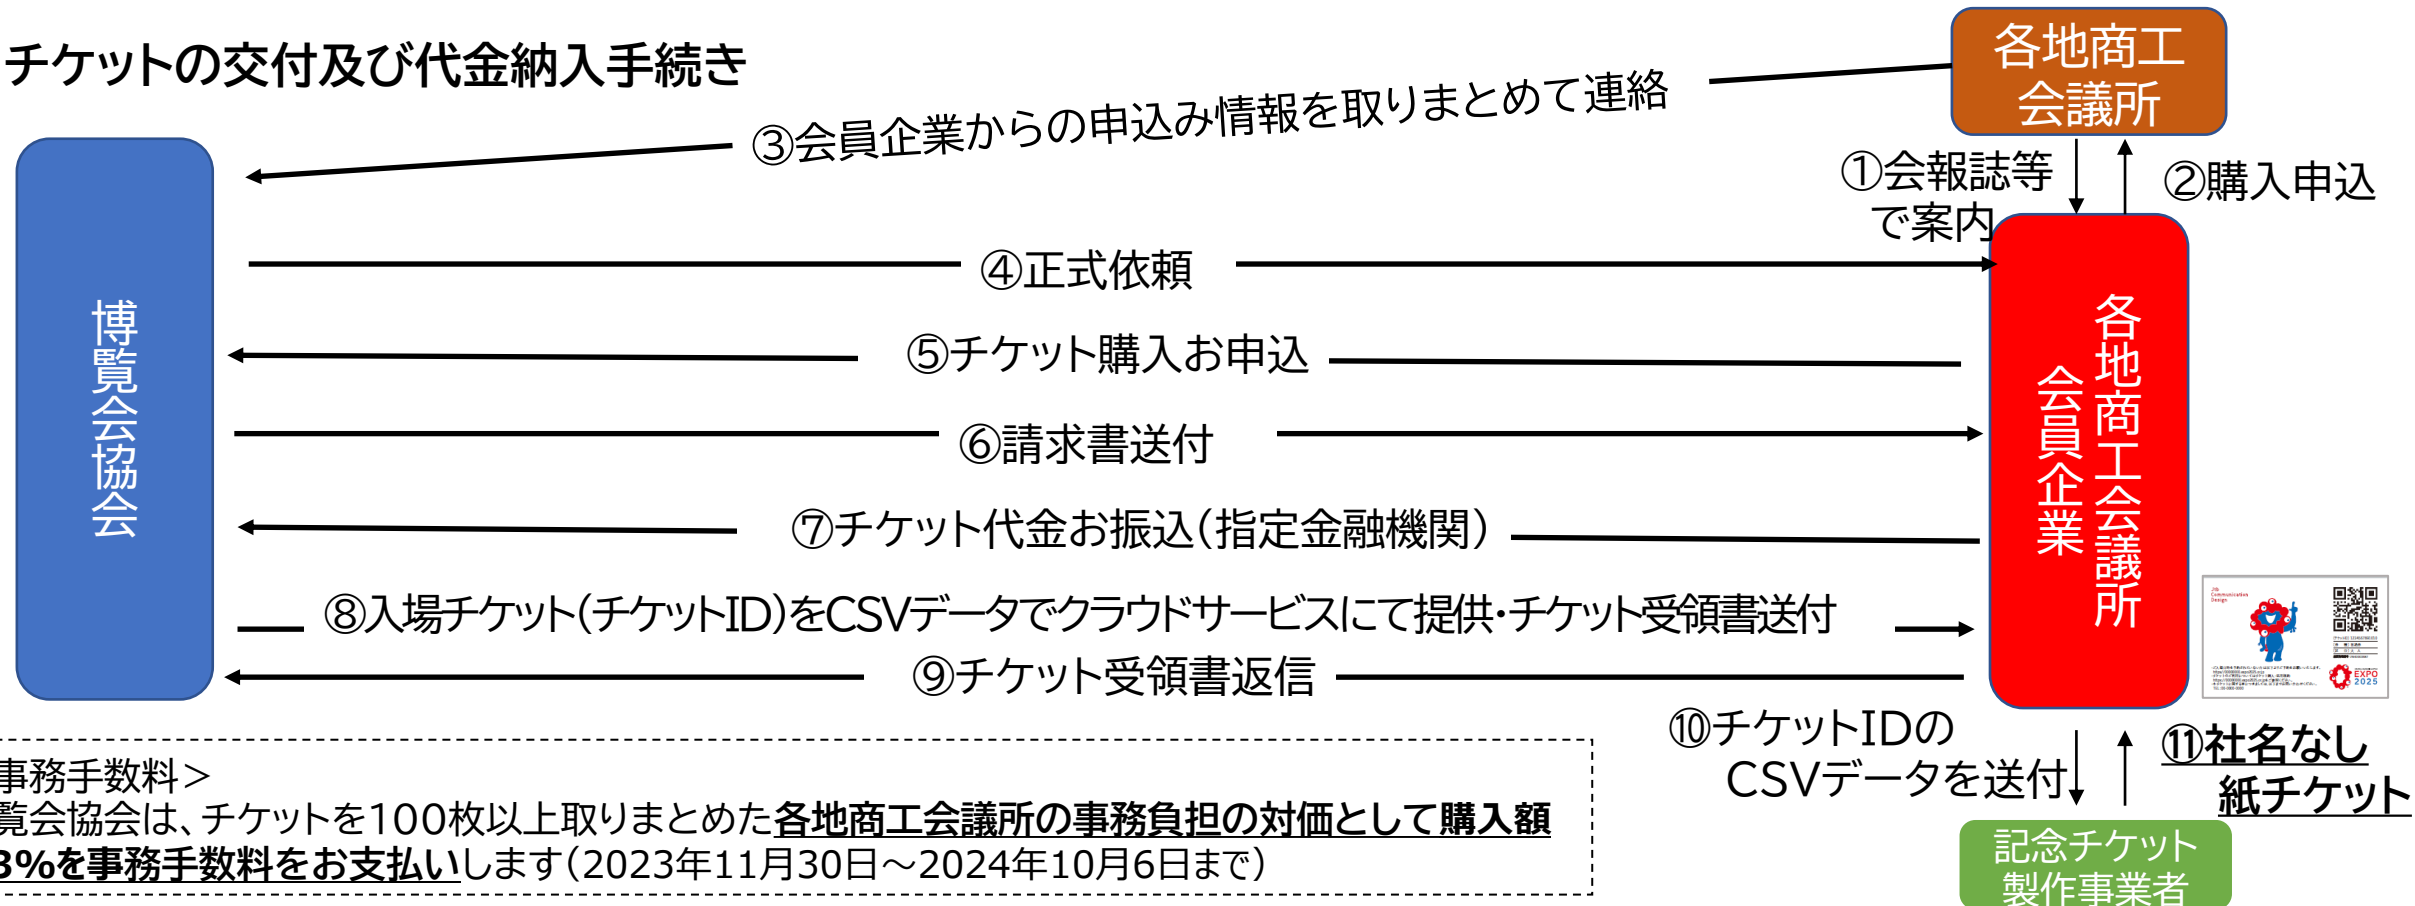 チケットの交付及び代金納入手続き
各地商工
会議所
③会員企業からの申込み情報を取りまとめて連絡
①会報誌等
で案内
②購入申込
④正式依頼
⑤チケット購入お申込
⑥請求書送付
⑦チケット代金お振込(指定金融機関)
⑧入場チケット(チケットID)をCSVデータでクラウドサービスにて提供・チケット受領書送付
⑨チケット受領書返信
博覧会協会
各地商工会議所
会員企業
Communication
Design
EXPO
2025
⑩チケットIDの
CSVデータを送付
⑪社名なし
紙チケット
記念チケット
製作事業者
事務手数料＞
覧会協会は、チケットを100枚以上取りまとめた各地商工会議所の事務負担の対価として購入額
3%を事務手数料をお支払いします(2023年11月30日～2024年10月6日まで)